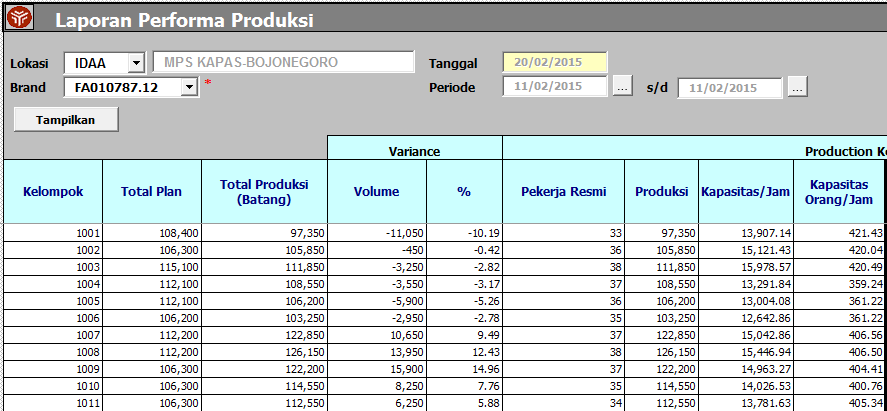 Laporan Performa Produksi
Lokasi IDAA MPS KAPAS-BOJONEGORO Tanggal 20/02/2015
Brand FA010787.12 * Periode 11/02/2015 ... s/d 11/02/2015 ...
Tampilkan
Variance Production Ke
Kelompok Total Plan Total Produksi (Batang) Volume % Pekerja Resmi Produksi Kapasitas/Jam Kapasitas Orang/Jam
1001 108,400 97,350 -11,050 -10.19 33 97,350 13,907.14 421.43
1002 106,300 105,850 -450 -0.42 36 105,850 15,121.43 420.04
1003 115,100 111,850 -3,250 -2.82 38 111,850 15,978.57 420.49
1004 112,100 108,550 -3,550 -3.17 37 108,550 13,291.84 359.24
1005 112,100 106,200 -5,900 -5.26 36 106,200 13,004.08 361.22
1006 106,200 103,250 -2,950 -2.78 35 103,250 12,642.86 361.22
1007 112,200 122,850 10,650 9.49 37 122,850 15,042.86 406.56
1008 112,200 126,150 13,950 12.43 38 126,150 15,446.94 406.50
1009 106,300 122,200 15,900 14.96 37 122,200 14,963.27 404.41
1010 106,300 114,550 8,250 7.76 35 114,550 14,026.53 400.76
1011 106,300 112,550 6,250 5.88 34 112,550 13,781.63 405.34